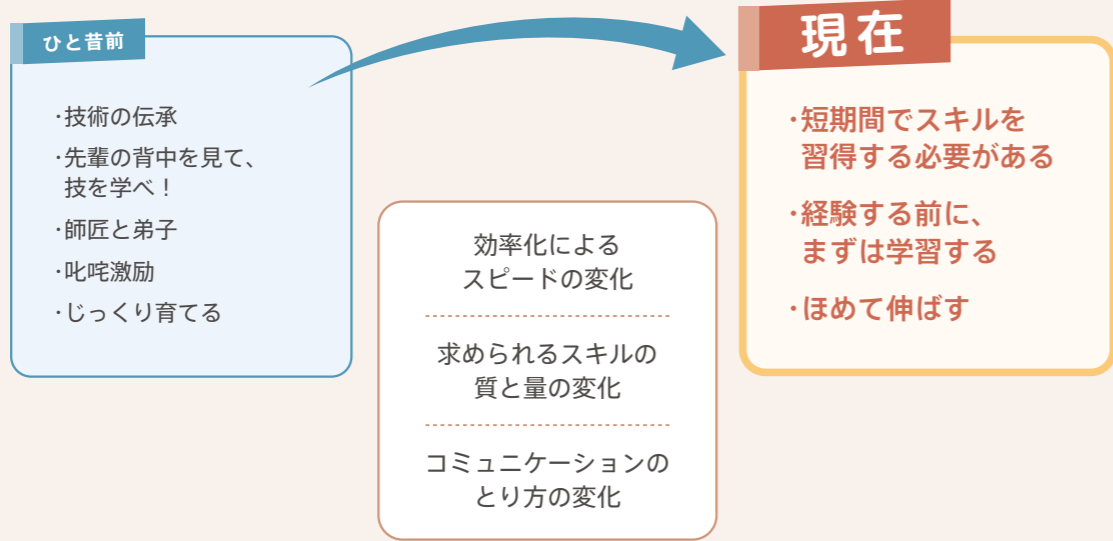 ひと昔前
・技術の伝承
・先輩の背中を見て、
技を学べ！
・師匠と弟子
・叱咤激励
・じっくり育てる
効率化による
スピードの変化
求められるスキルの
質と量の変化
コミュニケーションの
とり方の変化
現在
・短期間でスキルを
習得する必要がある
・経験する前に、
まずは学習する
・ほめて伸ばす